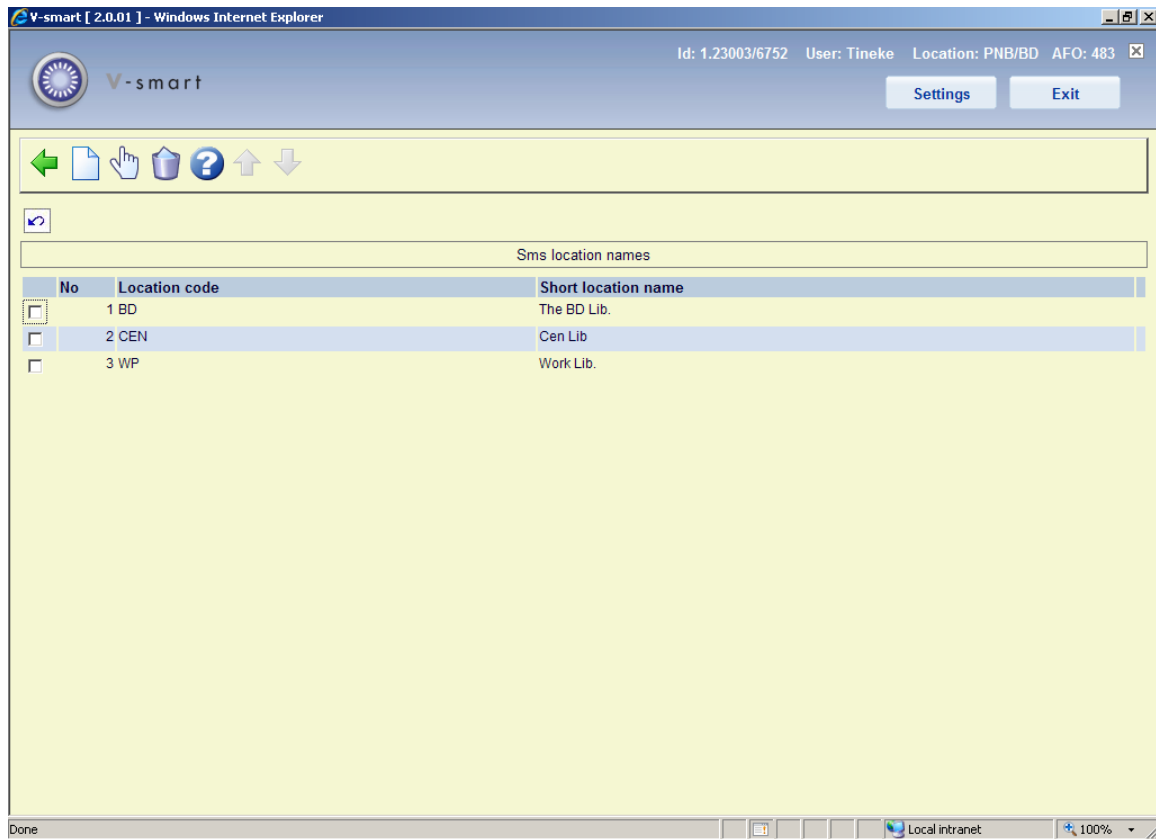 V-smart [ 2.0.01 ] - Windows Internet Explorer
Id: 1.23003/6752 User: Tineke Location: PNB/BD AFO: 483
V-smart
Settings Exit
Sms location names
No Location code Short location name
1 BD The BD Lib.
2 CEN Cen Lib
3 WP Work Lib.
Done Local intranet 100%